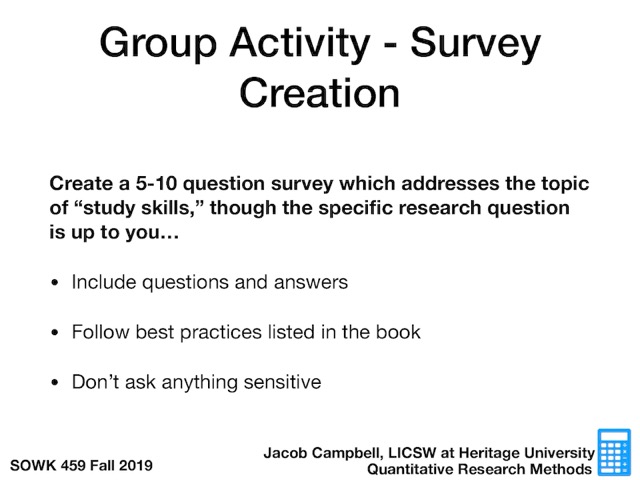 Group Activity - Survey
Creation
Create a 5-10 question survey which addresses the topic
of “study skills,” though the specific research question
is up to you…
• Include questions and answers
• Follow best practices listed in the book
• Don’t ask anything sensitive
SOWK 459 Fall 2019
Jacob Campbell, LICSW at Heritage University
Quantitative Research Methods